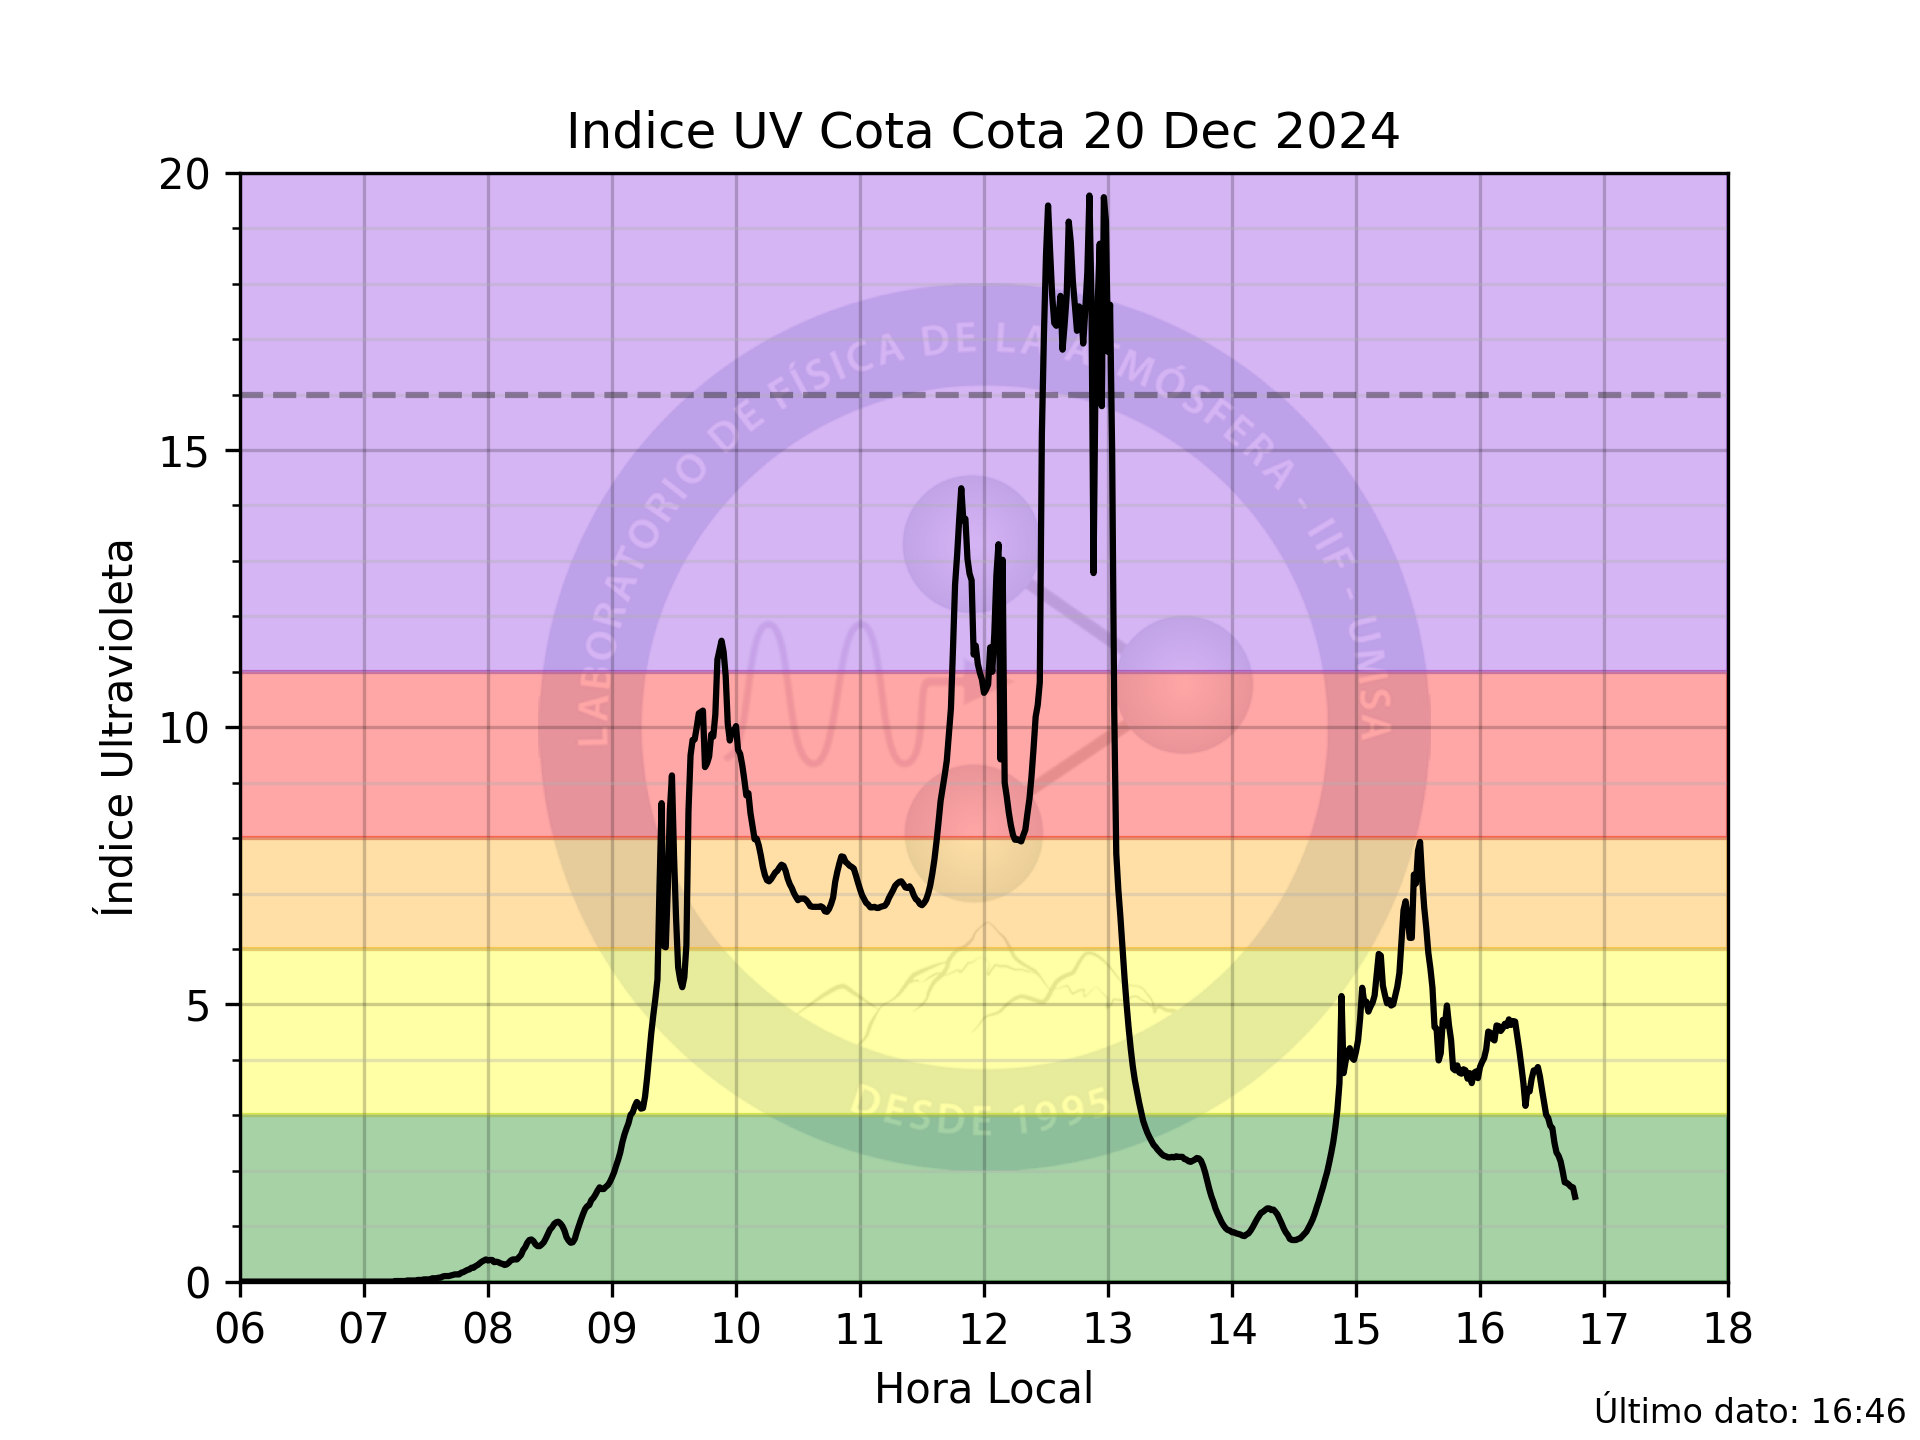 Indice UV Cota Cota 20 Dec 2024
20
15
10
5
0
Índice Ultravioleta
LABORATORIO DE FÍSICA DE LA ATMÓSFERA - IIF - UMSA
DESDE 1995
06 07 08 09 10 11 12 13 14 15 16 17 18
Hora Local
Último dato: 16:46